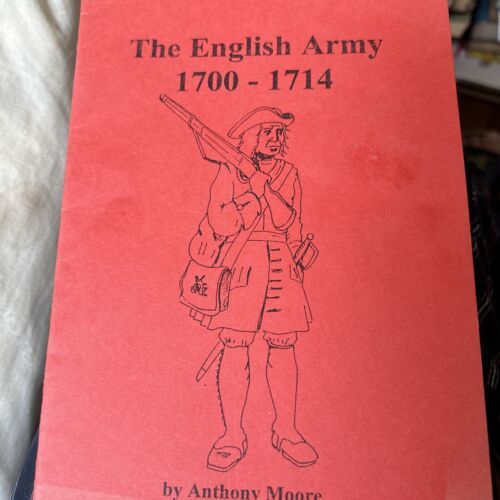 The English Army
1700 - 1714
by Anthony Moore